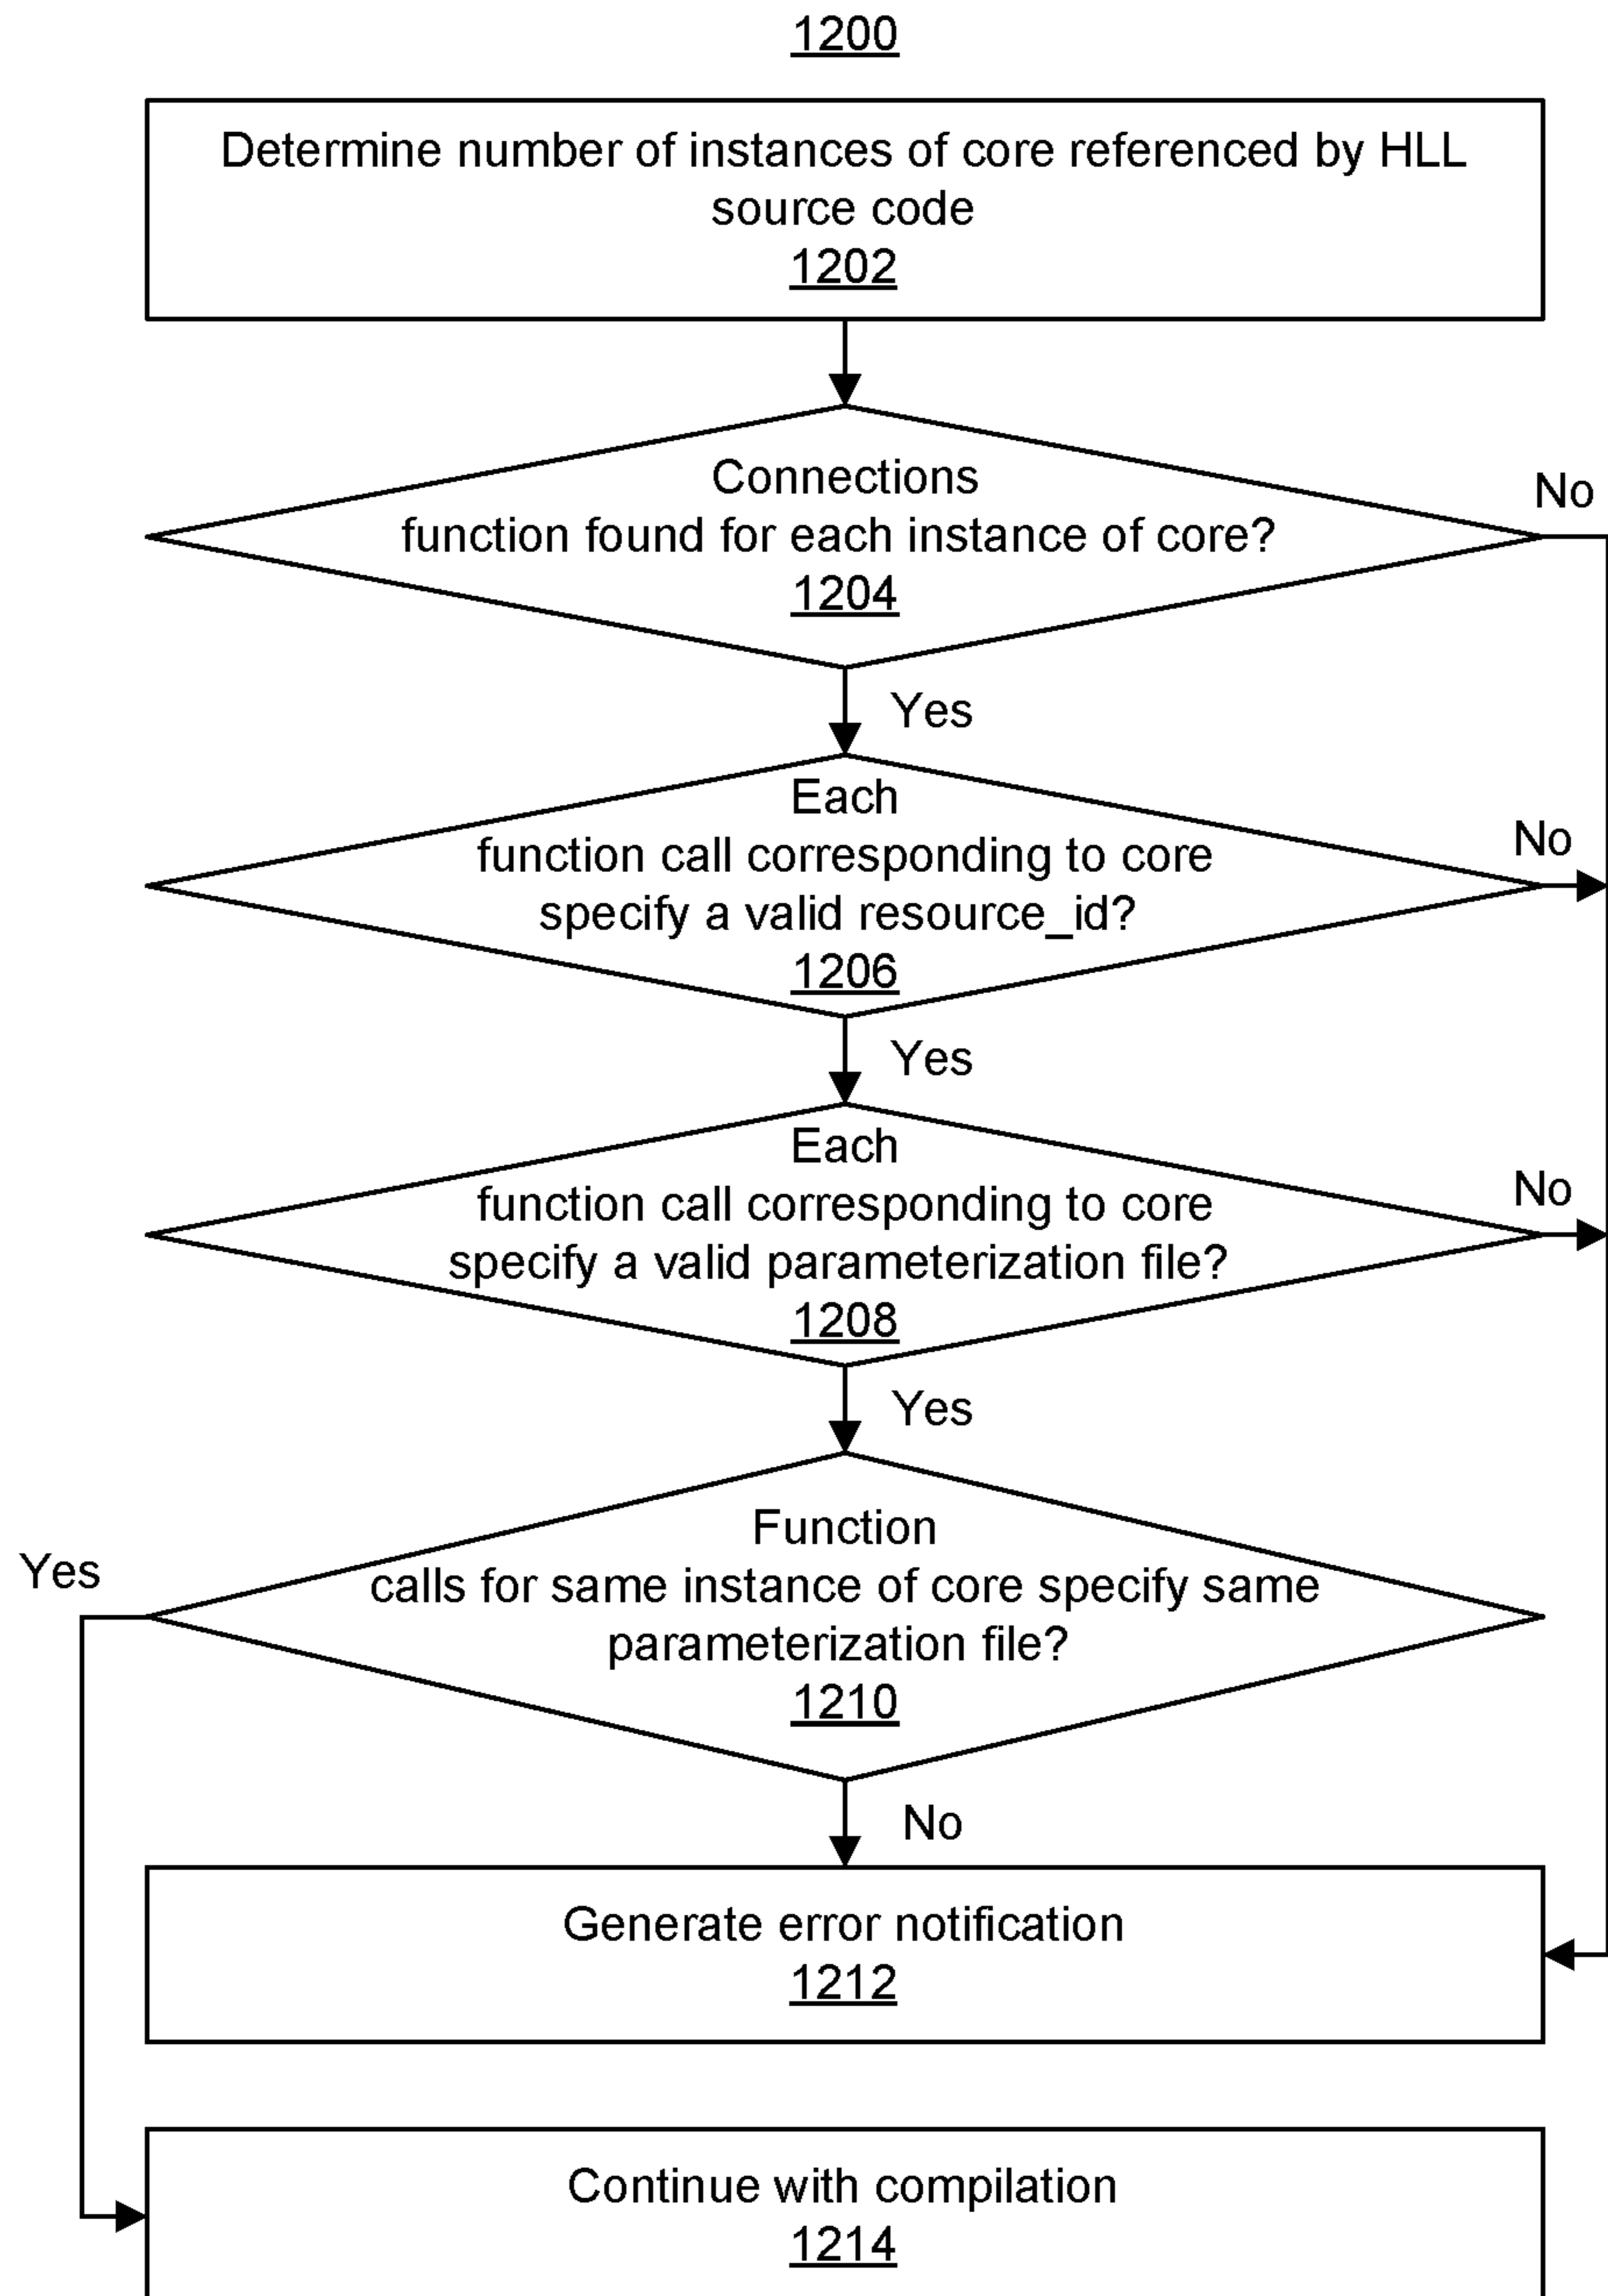 1200
Determine number of instances of core referenced by HLL
source code
1202
Connections
function found for each instance of core?
1204
No
Yes
Each
function call corresponding to core
specify a valid resource_id?
1206
No
Yes
Each
function call corresponding to core
specify a valid parameterization file?
1208
No
Yes
Function
calls for same instance of core specify same
parameterization file?
1210
Yes
No
Generate error notification
1212
Continue with compilation
1214